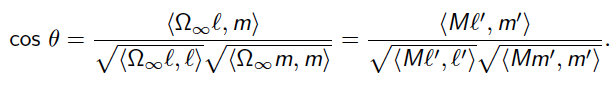 cos θ = ⟨Ω∞ℓ, m⟩ / √⟨Ω∞ℓ, ℓ⟩√⟨Ω∞m, m⟩ = ⟨Mℓ′, m′⟩ / √⟨Mℓ′, ℓ′⟩√⟨Mm′, m′⟩.